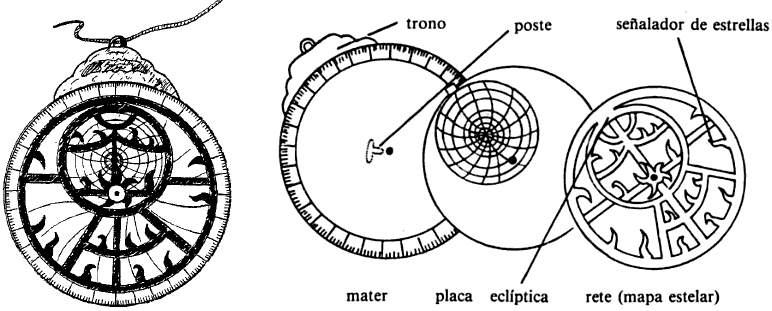 trono
poste
señalador de estrellas
mater
placa
eclíptica
rete (mapa estelar)